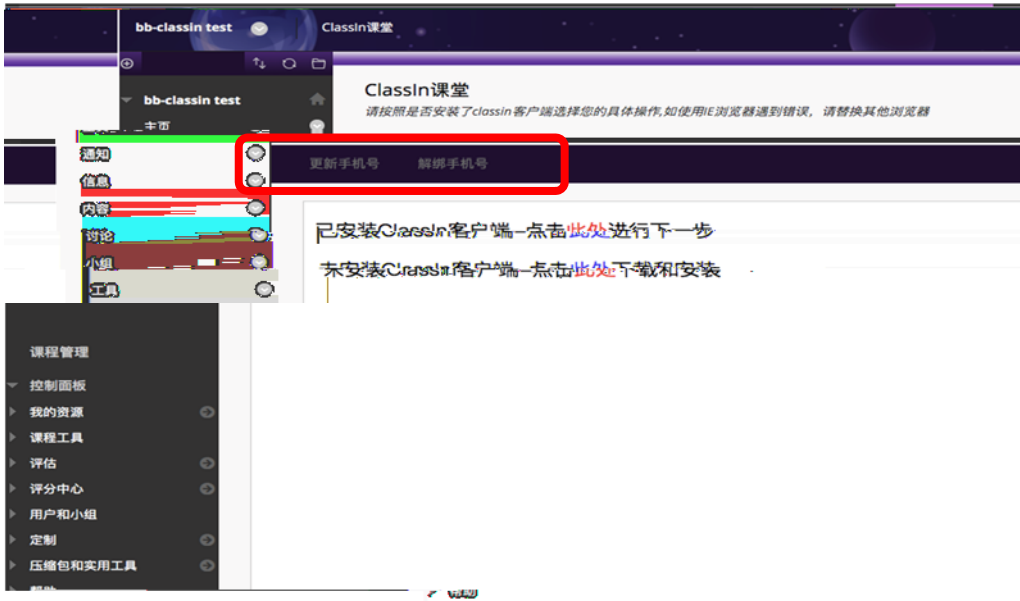 bb-classin test ClassIn课堂
ClassIn课堂
请按照是否安装了classin客户端选择您的具体操作,如使用IE浏览器遇到错误，请替换其他浏览器
bb-classin test
主页
通知
信息
内容
讨论
小组
工具
更新手机号 解绑手机号
已安装ClassIn客户端–点击此处进行下一步
未安装ClassIn客户端–点击此处下载和安装
课程管理
控制面板
我的资源
课程工具
评估
评分中心
用户和小组
定制
压缩包和实用工具
帮助
帮助